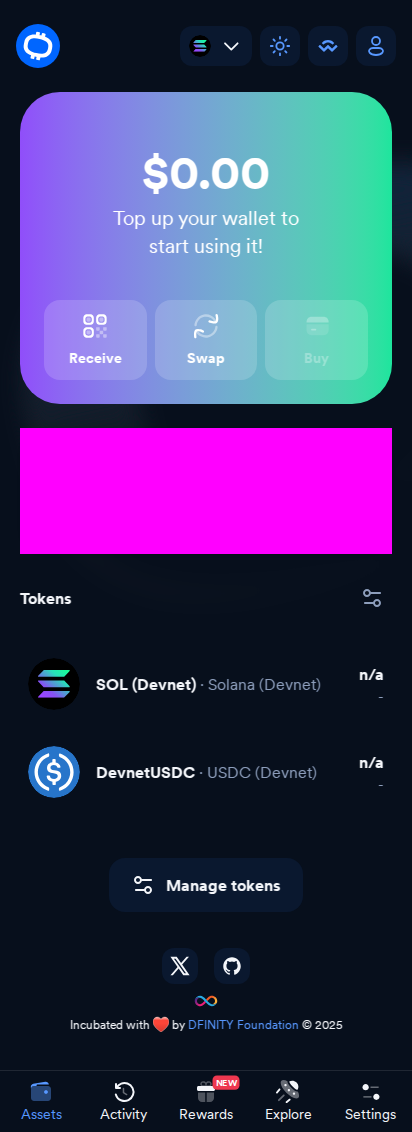 $0.00
Top up your wallet to
start using it!
Receive Swap Buy
Tokens
SOL (Devnet) · Solana (Devnet) n/a
-
DevnetUSDC · USDC (Devnet) n/a
-
Manage tokens
Incubated with ❤️ by DFINITY Foundation © 2025
NEW
Assets Activity Rewards Explore Settings